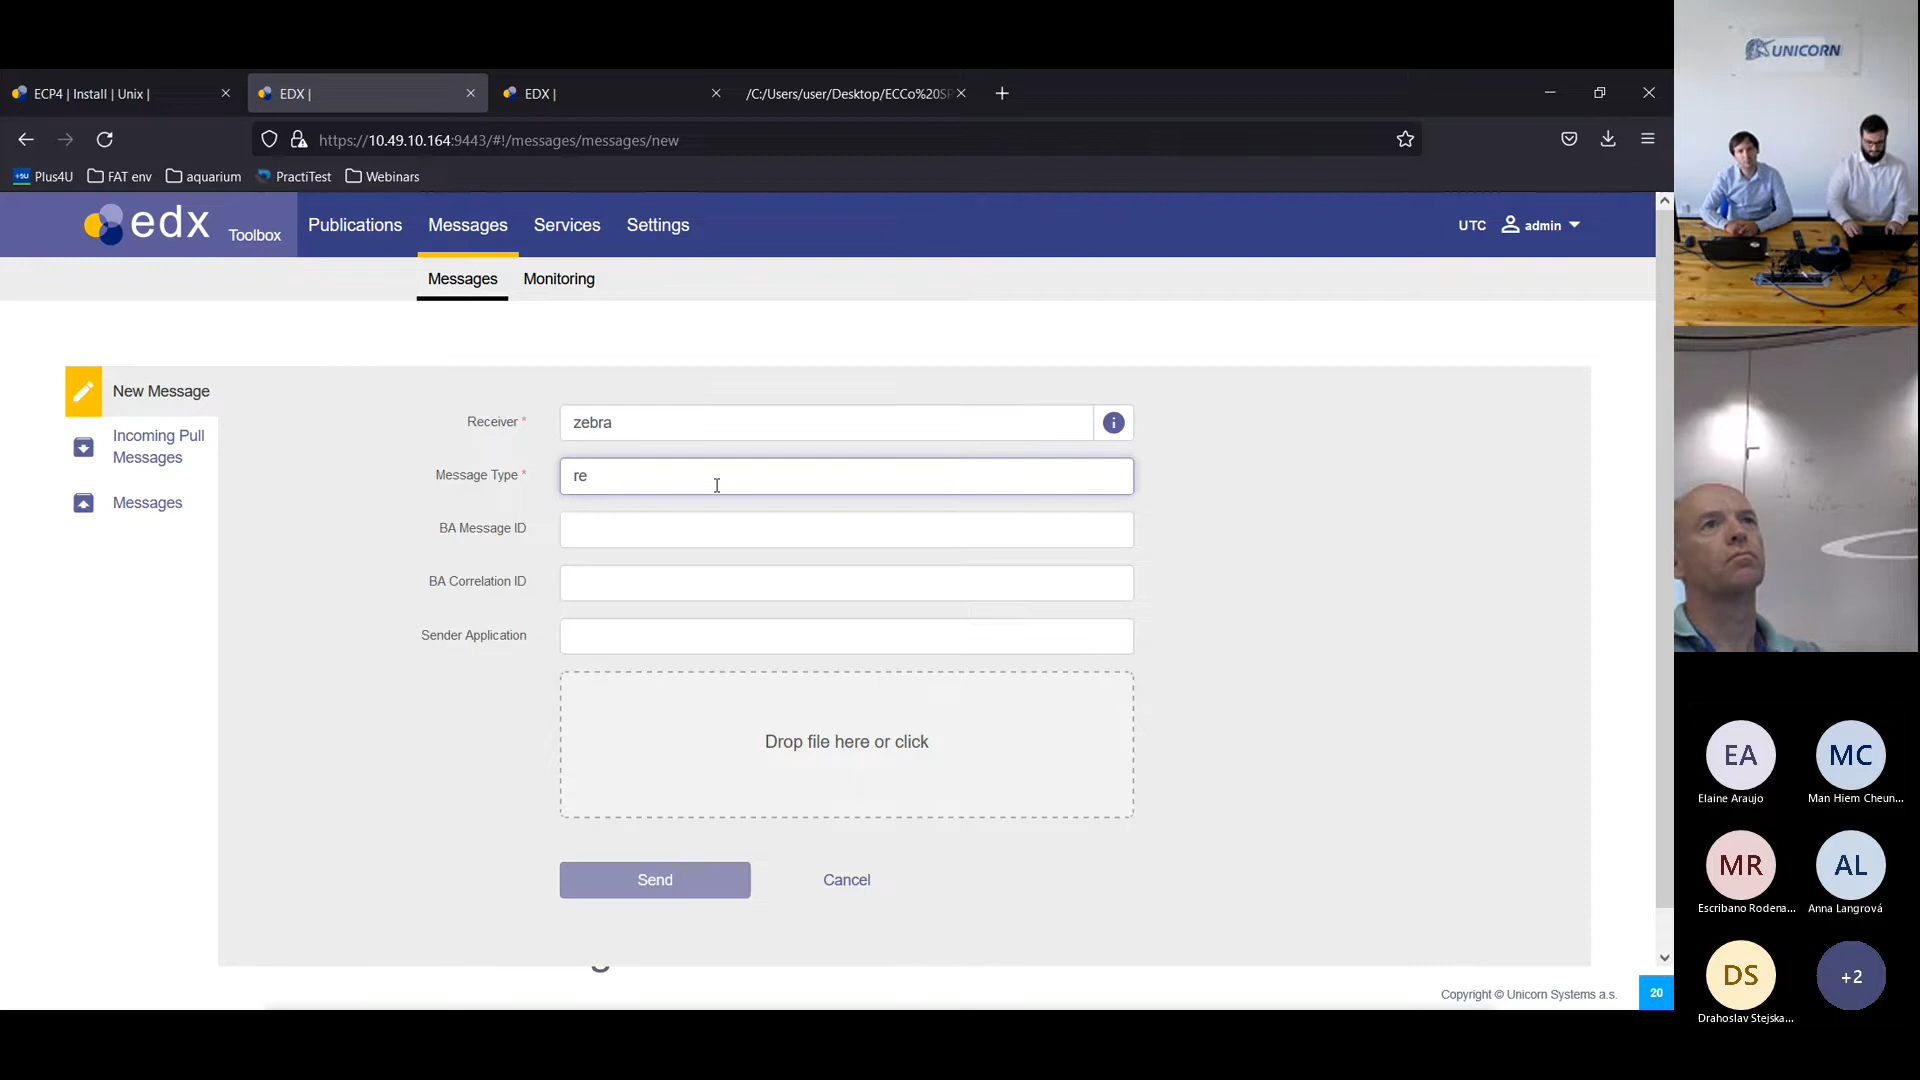 UNICORN
ECP4 | Install | Unix |
EDX |
EDX |
/C:/Users/user/Desktop/ECCo%20SP
https://10.49.10.164:9443/#!/messages/messages/new
+5U Plus4U
FAT env
aquarium
PractiTest
Webinars
edx Toolbox
Publications
Messages
Services
Settings
UTC
admin
Messages
Monitoring
New Message
Incoming Pull
Messages
Messages
Receiver *
zebra
i
Message Type *
re
BA Message ID
BA Correlation ID
Sender Application
Drop file here or click
Send
Cancel
Copyright © Unicorn Systems a.s.
20
EA
Elaine Araujo
MC
Man Hiem Cheun...
MR
Escribano Rodena...
AL
Anna Langrová
DS
Drahoslav Stejska...
+2